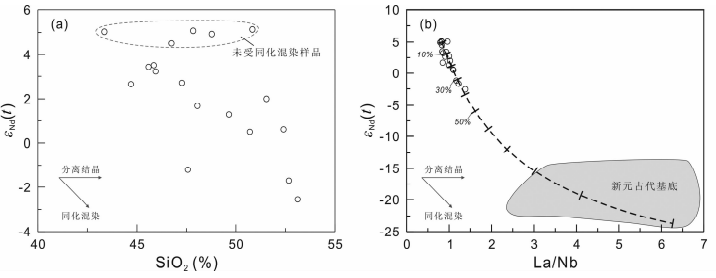 (a)
未受同化混染样品
分离结晶
同化混染
εNd(t)
6
4
2
0
-2
-4
40
45
50
55
SiO₂(%)
(b)
10%
30%
50%
新元古代基底
分离结晶
同化混染
εNd(t)
10
5
0
-5
-10
-15
-20
-25
0
1
2
3
4
5
6
7
La/Nb